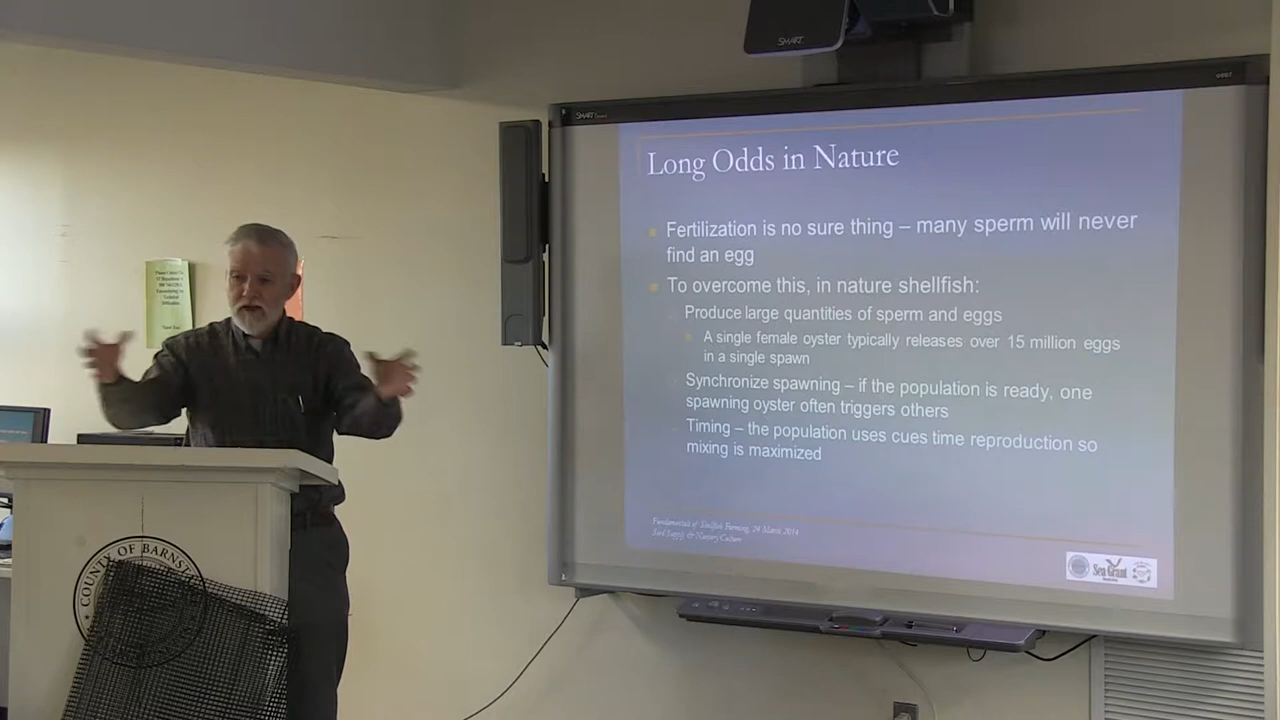 SMART
SMART
Long Odds in Nature
Fertilization is no sure thing – many sperm will never
find an egg
To overcome this, in nature shellfish:
Produce large quantities of sperm and eggs
A single female oyster typically releases over 15 million eggs
in a single spawn
Synchronize spawning – if the population is ready, one
spawning oyster often triggers others
Timing – the population uses cues time reproduction so
mixing is maximized
Fundamentals of Shellfish Farming, 24 March 2014
Seed Supply & Nursery Culture
Sea Grant
COUNTY OF BARNST